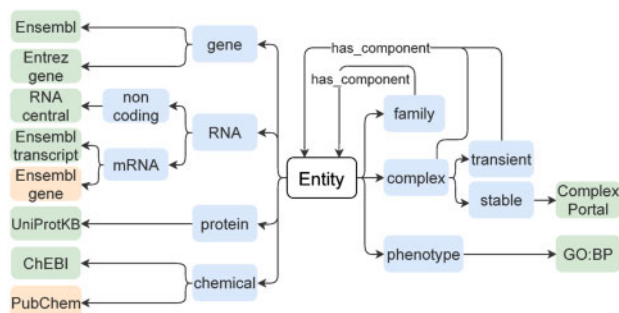 Ensembl
gene
Entrez
gene
RNA
central
non
coding
Ensembl
transcript
mRNA
RNA
Ensembl
gene
UniProtKB
protein
ChEBI
chemical
PubChem
Entity
has_component
has_component
family
complex
transient
stable
Complex
Portal
phenotype
GO:BP